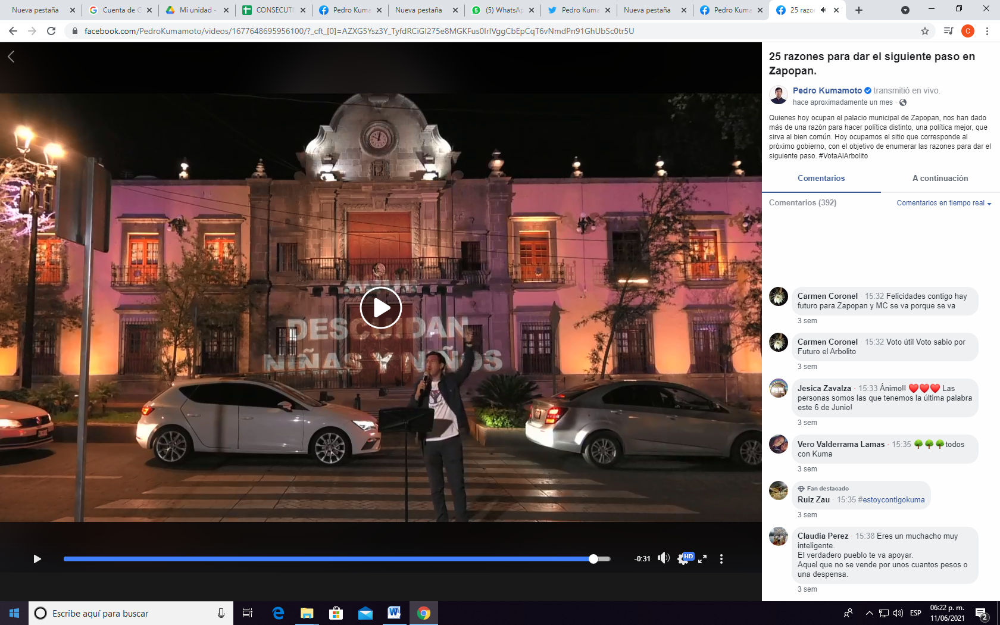 Nueva pestaña
Cuenta de G
Mi unidad -
CONSECUTI
Pedro Kuma
Nueva pestaña
(5) WhatsAp
Pedro Kuma
Nueva pestaña
Pedro Kuma
25 razo
facebook.com/PedroKumamoto/videos/1677648695956100/?_cft_[0]=AZXG5Ysz3Y_TyfdRCiGI275e8MGKFus0IrIVggCbEpCqT6vNmdPn91GhUbSc0tr5U
C
DESCUIDAN
NIÑAS Y NIÑOS
-0:31
HD
25 razones para dar el siguiente paso en
Zapopan.
Pedro Kumamoto transmitió en vivo.
hace aproximadamente un mes ·
Quienes hoy ocupan el palacio municipal de Zapopan, nos han dado
más de una razón para hacer política distinto, una política mejor, que
sirva al bien común. Hoy ocupamos el sitio que corresponde al
próximo gobierno, con el objetivo de enumerar las razones para dar el
siguiente paso. #VotaAlArbolito
Comentarios
A continuación
Comentarios (392)
Comentarios en tiempo real
Carmen Coronel · 15:32 Felicidades contigo hay
futuro para Zapopan y MC se va porque se va
3 sem
Carmen Coronel · 15:32 Voto útil Voto sabio por
Futuro el Arbolito
3 sem
Jesica Zavalza · 15:33 Ánimo!! ❤️❤️❤️ Las
personas somos las que tenemos la última palabra
este 6 de Junio!
3 sem
Vero Valderrama Lamas · 15:35 🌳🌳🌳todos
con Kuma
3 sem
Fan destacado
Ruiz Zau · 15:35 #estoycontigokuma
3 sem
Claudia Perez · 15:38 Eres un muchacho muy
inteligente.
El verdadero pueblo te va apoyar.
Aquel que no se vende por unos cuantos pesos o
una despensa.
3 sem
Escribe aquí para buscar
ESP
06:22 p. m.
11/06/2021
2